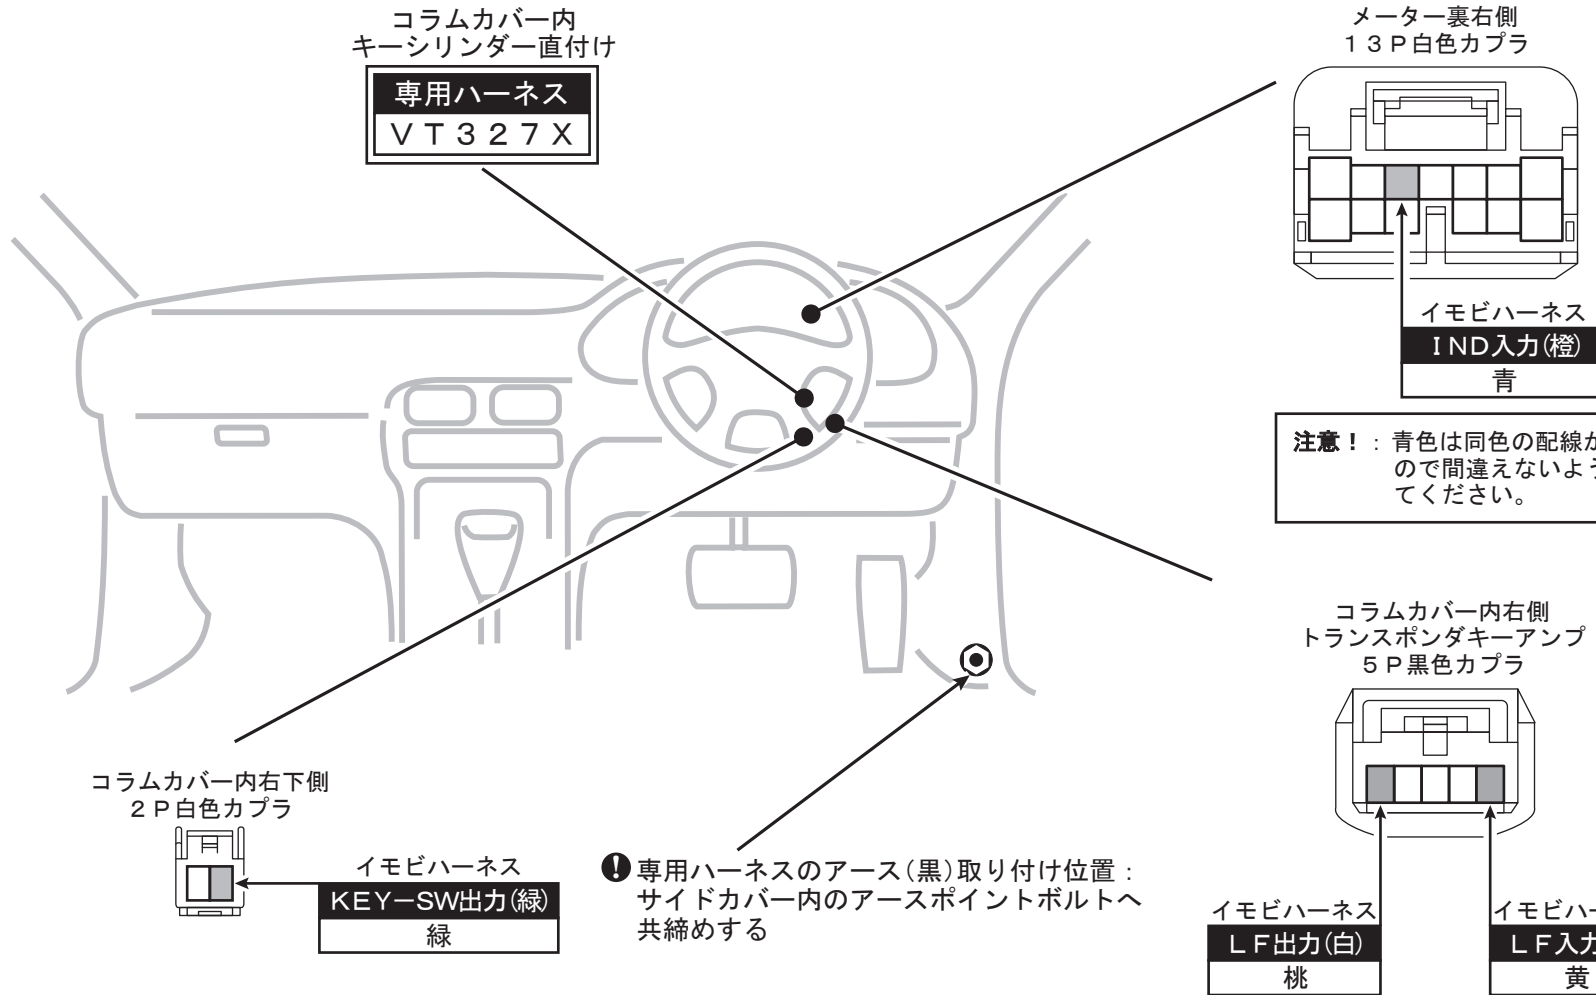 コラムカバー内
キーシリンダー直付け
専用ハーネス
ＶＴ３２７Ｘ
メーター裏右側
１３Ｐ白色カプラ
イモビハーネス
ＩＮＤ入力(橙)
青
注意！：青色は同色の配線が
ので間違えないよう
てください。
コラムカバー内右側
トランスポンダキーアンプ
５Ｐ黒色カプラ
イモビハーネス
ＬＦ出力(白)
桃
イモビハー
ＬＦ入力
黄
コラムカバー内右下側
２Ｐ白色カプラ
イモビハーネス
ＫＥＹ－ＳＷ出力(緑)
緑
！専用ハーネスのアース(黒)取り付け位置：
サイドカバー内のアースポイントボルトへ
共締めする